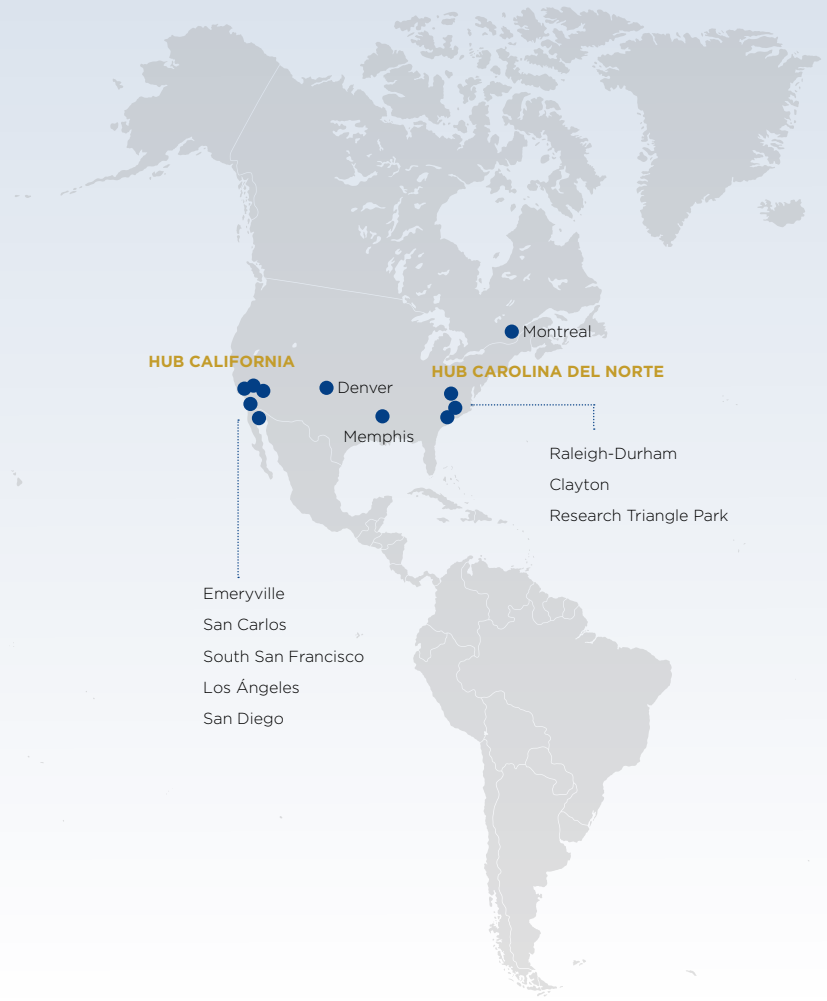 Montreal
HUB CALIFORNIA
HUB CAROLINA DEL NORTE
Denver
Memphis
Raleigh-Durham
Clayton
Research Triangle Park
Emeryville
San Carlos
South San Francisco
Los Ángeles
San Diego